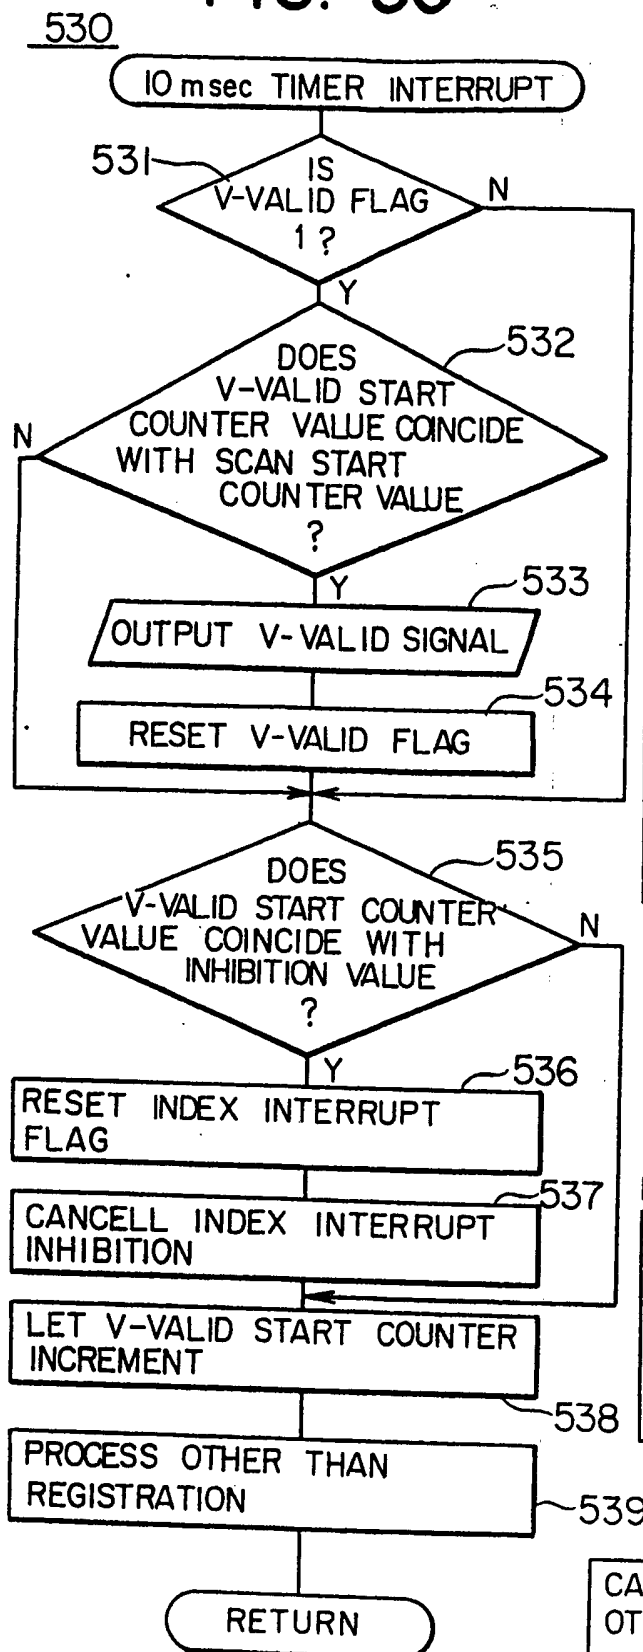 530
10 msec TIMER INTERRUPT
531
IS
V-VALID FLAG
1 ?
N
Y
532
DOES
V-VALID START
COUNTER VALUE COINCIDE
WITH SCAN START
COUNTER VALUE
?
N
Y
533
OUTPUT V-VALID SIGNAL
534
RESET V-VALID FLAG
535
DOES
V-VALID START COUNTER
VALUE COINCIDE WITH
INHIBITION VALUE
?
N
Y
536
RESET INDEX INTERRUPT
FLAG
537
CANCELL INDEX INTERRUPT
INHIBITION
LET V-VALID START COUNTER
INCREMENT
538
PROCESS OTHER THAN
REGISTRATION
539
RETURN
CA
OT